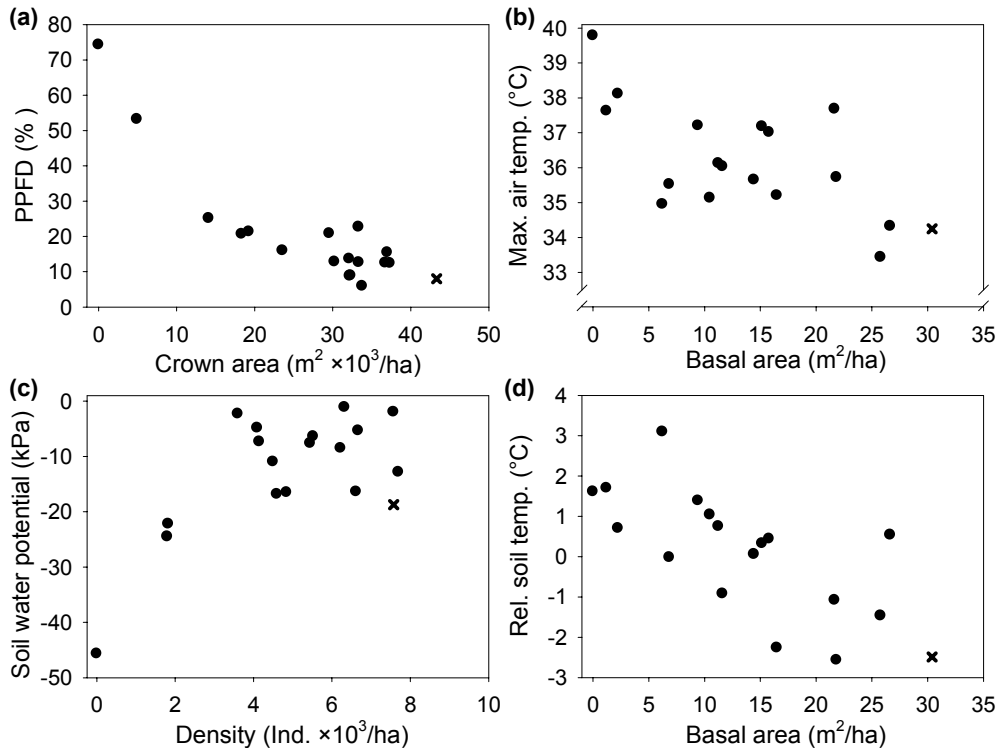 (a)
80
70
60
50
40
30
20
10
0
PPFD (% )
0 10 20 30 40 50
Crown area (m² ×10³/ha)
(b)
40
39
38
37
36
35
34
33
Max. air temp. (°C)
0 5 10 15 20 25 30 35
Basal area (m²/ha)
(c)
0
-10
-20
-30
-40
-50
Soil water potential (kPa)
0 2 4 6 8 10
Density (Ind. ×10³/ha)
(d)
4
3
2
1
0
-1
-2
-3
Rel. soil temp. (°C)
0 5 10 15 20 25 30 35
Basal area (m²/ha)